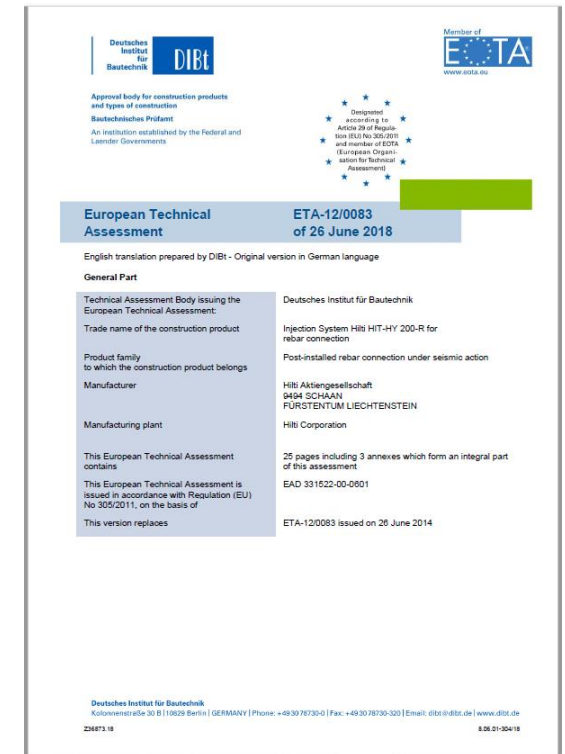 Deutsches
Institut
für
Bautechnik
DIBt
Member of
EOTA
www.eota.eu
Approval body for construction products
and types of construction
Bautechnisches Prüfamt
An institution established by the Federal and
Laender Governments
Designated
according to
Article 29 of Regula-
tion (EU) No 305/2011
and member of EOTA
(European Organi-
sation for Technical
Assessment)
European Technical
Assessment
ETA-12/0083
of 26 June 2018
English translation prepared by DIBt - Original version in German language
General Part
Technical Assessment Body issuing the
European Technical Assessment:
Deutsches Institut für Bautechnik
Trade name of the construction product
Injection System Hilti HIT-HY 200-R for
rebar connection
Product family
to which the construction product belongs
Post-installed rebar connection under seismic action
Manufacturer
Hilti Aktiengesellschaft
9494 SCHAAN
FÜRSTENTUM LIECHTENSTEIN
Manufacturing plant
Hilti Corporation
This European Technical Assessment
contains
25 pages including 3 annexes which form an integral part
of this assessment
This European Technical Assessment is
issued in accordance with Regulation (EU)
No 305/2011, on the basis of
EAD 331522-00-0601
This version replaces
ETA-12/0083 issued on 26 June 2014
Deutsches Institut für Bautechnik
Kolonnenstraße 30 B | 10829 Berlin | GERMANY | Phone: +493078730-0 | Fax: +493078730-320 | Email: dibt@dibt.de | www.dibt.de
Z36873.18
8.06.01-304/18